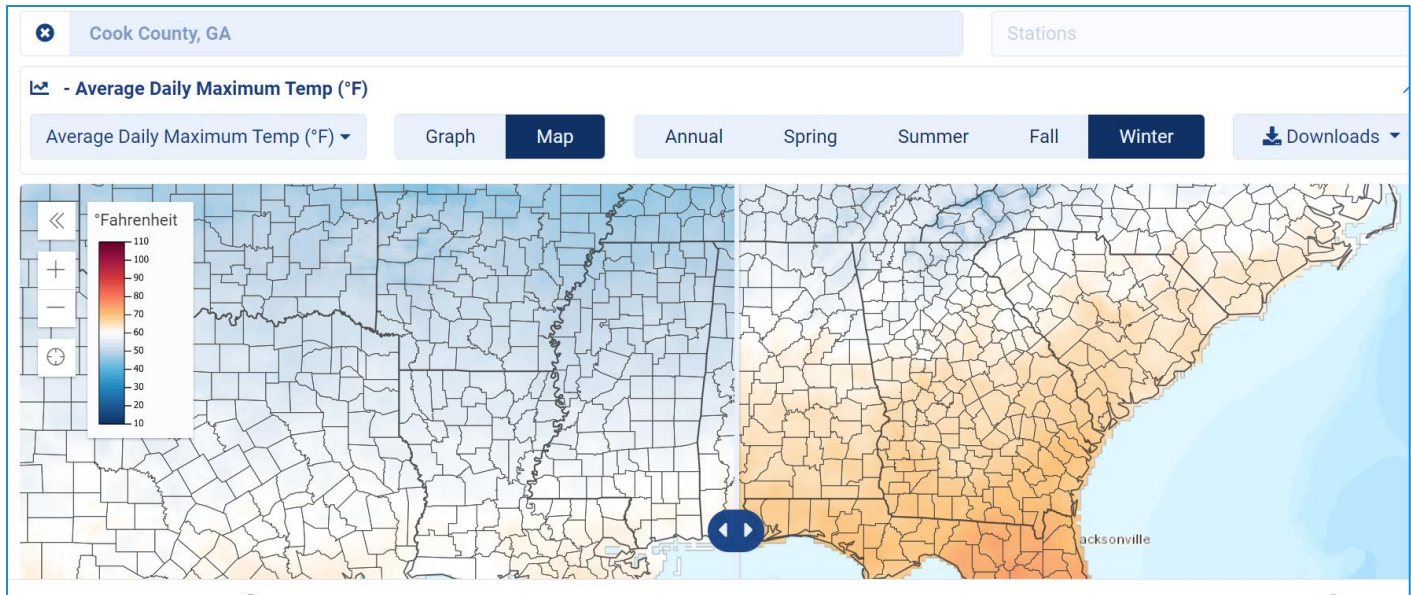 Cook County, GA
Stations
- Average Daily Maximum Temp (°F)
Average Daily Maximum Temp (°F)
Graph
Map
Annual
Spring
Summer
Fall
Winter
Downloads
°Fahrenheit
110
100
90
80
70
60
50
40
30
20
10
acksonville